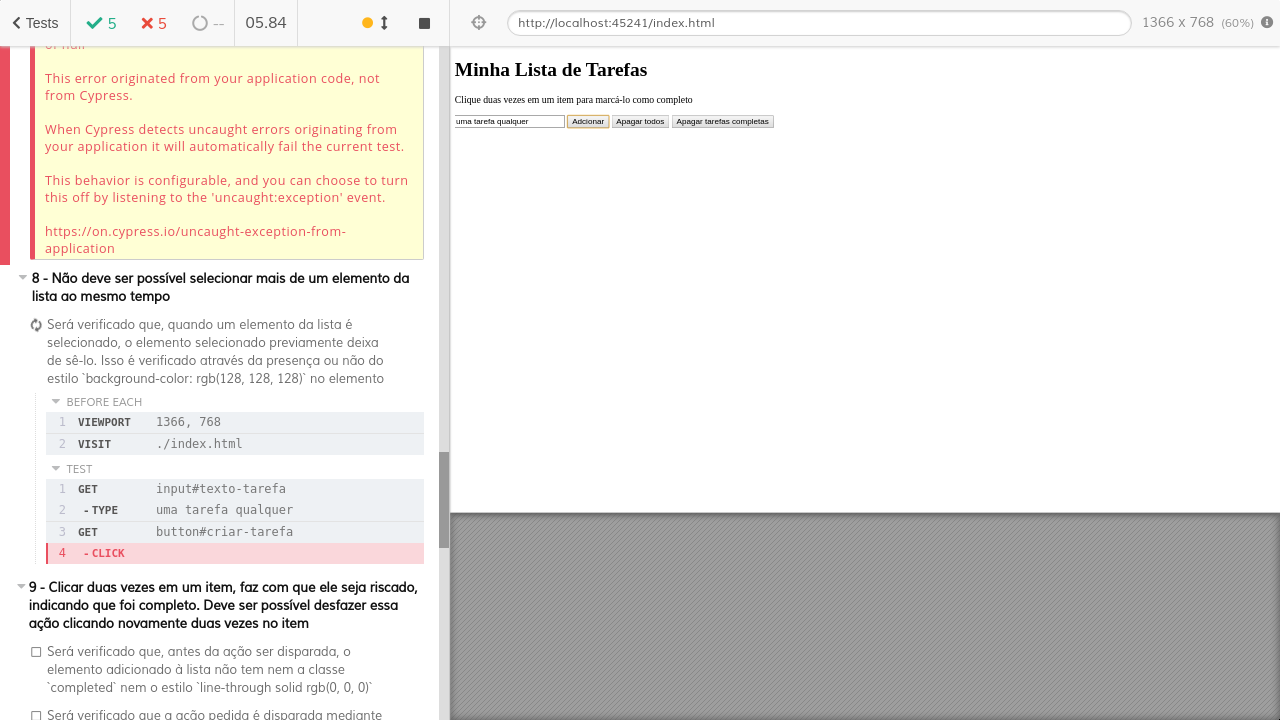 Tests 5 5 -- 05.84
http://localhost:45241/index.html 1366 x 768 (60%)
or null
This error originated from your application code, not
from Cypress.
When Cypress detects uncaught errors originating from
your application it will automatically fail the current test.
This behavior is configurable, and you can choose to turn
this off by listening to the 'uncaught:exception' event.
https://on.cypress.io/uncaught-exception-from-
application
8 - Não deve ser possível selecionar mais de um elemento da
lista ao mesmo tempo
Será verificado que, quando um elemento da lista é
selecionado, o elemento selecionado previamente deixa
de sê-lo. Isso é verificado através da presença ou não do
estilo `background-color: rgb(128, 128, 128)` no elemento
BEFORE EACH
1 VIEWPORT 1366, 768
2 VISIT ./index.html
TEST
1 GET input#texto-tarefa
2 - TYPE uma tarefa qualquer
3 GET button#criar-tarefa
4 - CLICK
9 - Clicar duas vezes em um item, faz com que ele seja riscado,
indicando que foi completo. Deve ser possível desfazer essa
ação clicando novamente duas vezes no item
Será verificado que, antes da ação ser disparada, o
elemento adicionado à lista não tem nem a classe
`completed` nem o estilo `line-through solid rgb(0, 0, 0)`
Será verificado que a ação pedida é disparada mediante
Minha Lista de Tarefas
Clique duas vezes em um item para marcá-lo como completo
uma tarefa qualquer Adicionar Apagar todos Apagar tarefas completas